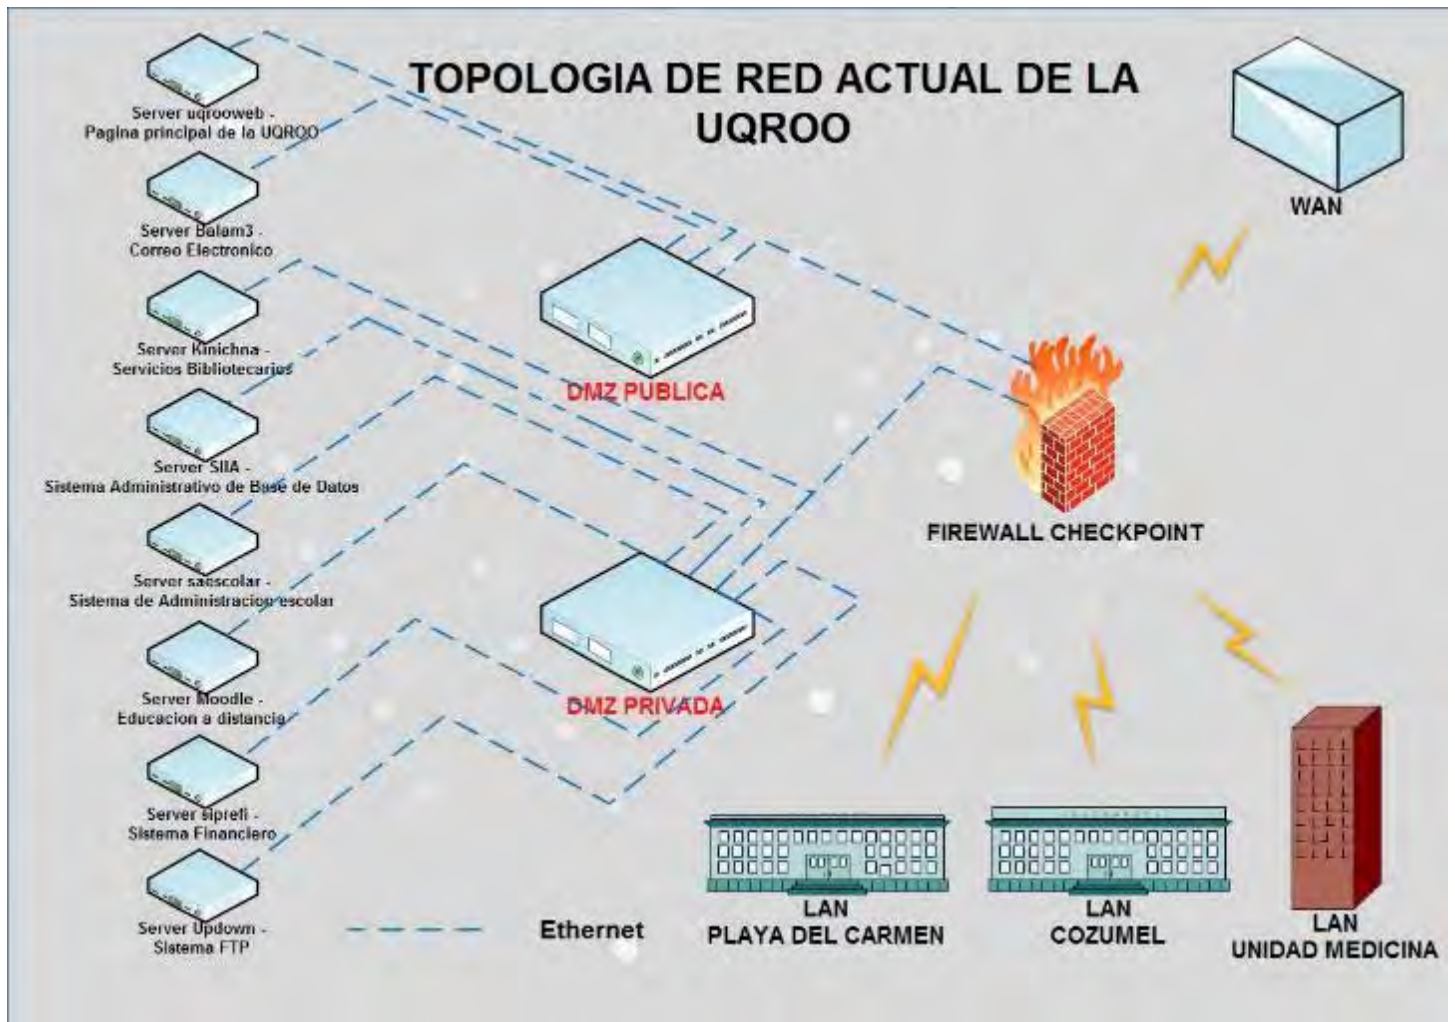 TOPOLOGIA DE RED ACTUAL DE LA
UQROO
WAN
Server uqrooweb -
Pagina principal de la UQROO
Server Balam3 -
Correo Electronico
Server Kinichna -
Servicios Bibliotecarios
Server SIIA -
Sistema Administrativo de Base de Datos
Server saescolar -
Sistema de Administracion escolar
Server Moodle -
Educacion a distancia
Server siprefi -
Sistema Financiero
Server Updown -
Sistema FTP
DMZ PUBLICA
DMZ PRIVADA
FIREWALL CHECKPOINT
Ethernet
LAN
PLAYA DEL CARMEN
LAN
COZUMEL
LAN
UNIDAD MEDICINA